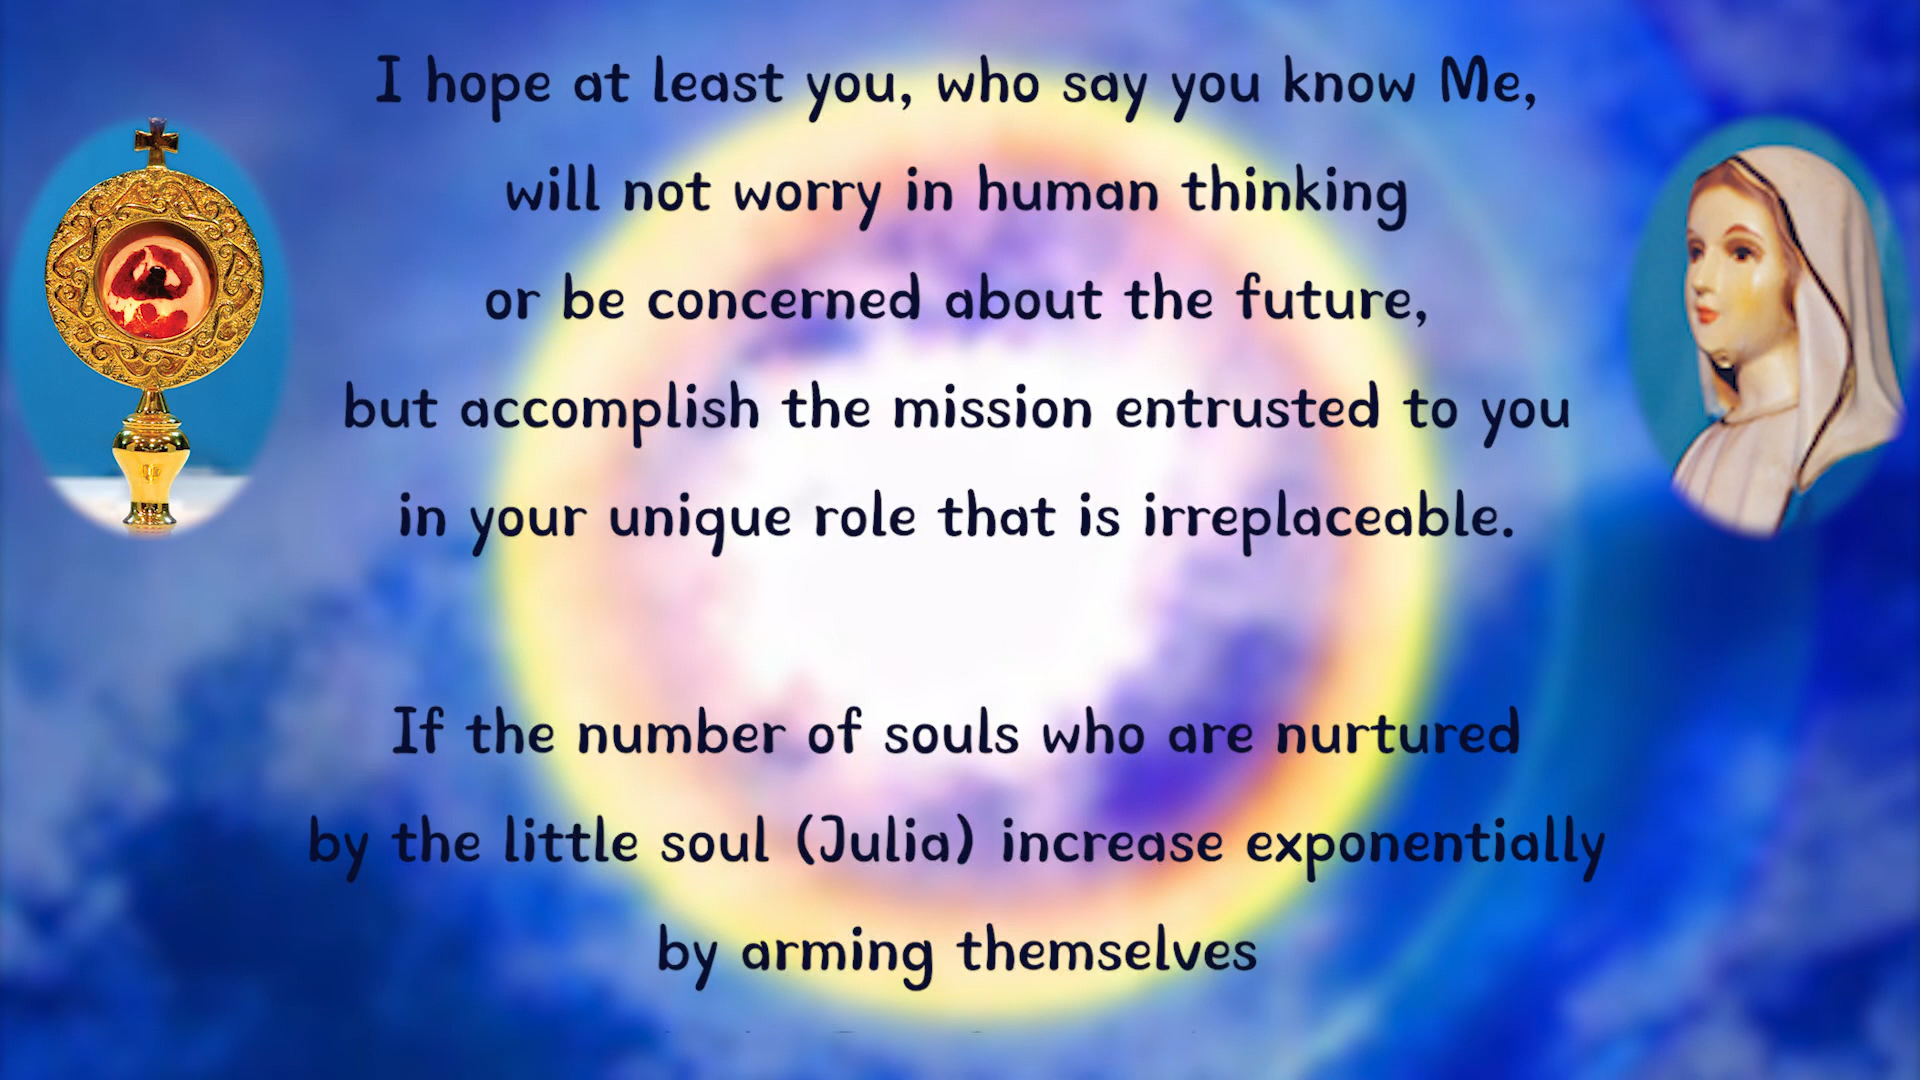 I hope at least you, who say you know Me,
will not worry in human thinking
or be concerned about the future,
but accomplish the mission entrusted to you
in your unique role that is irreplaceable.
If the number of souls who are nurtured
by the little soul (Julia) increase exponentially
by arming themselves